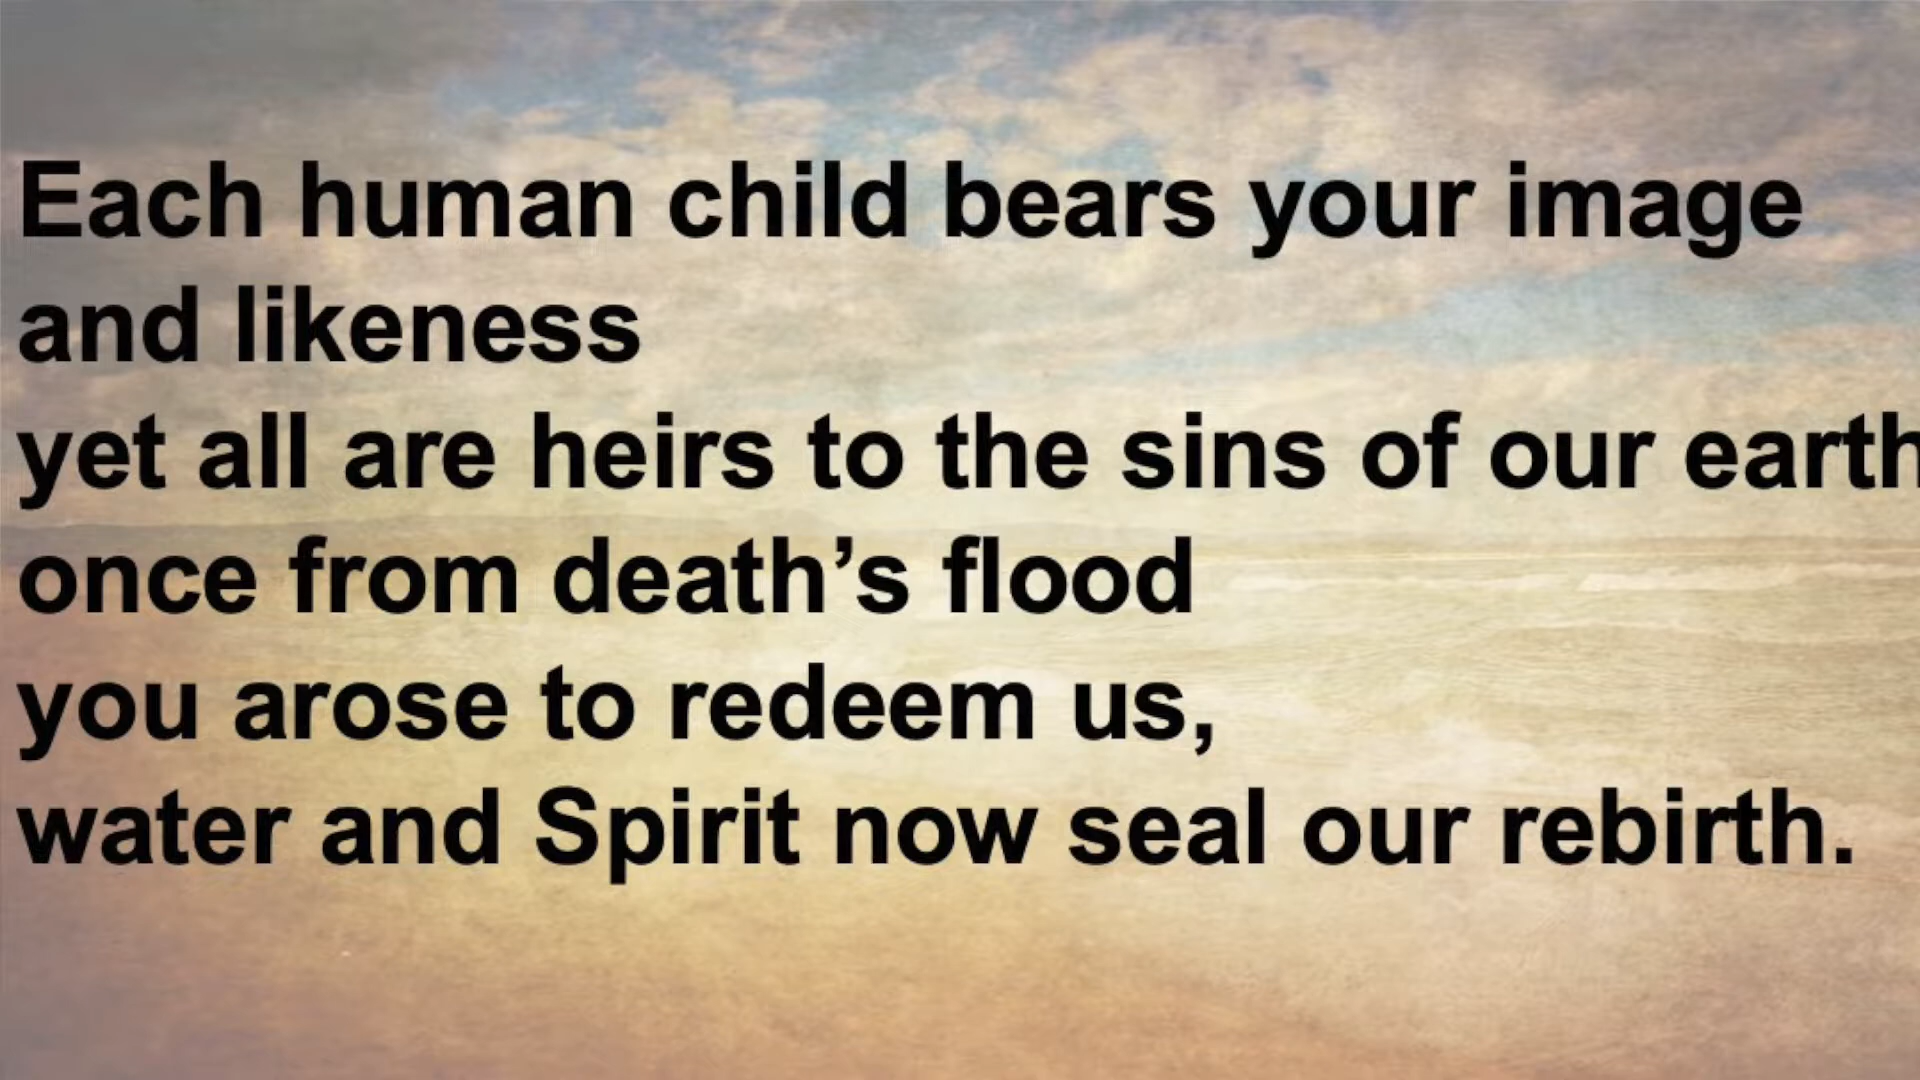 Each human child bears your image
and likeness
yet all are heirs to the sins of our earth
once from death’s flood
you arose to redeem us,
water and Spirit now seal our rebirth.